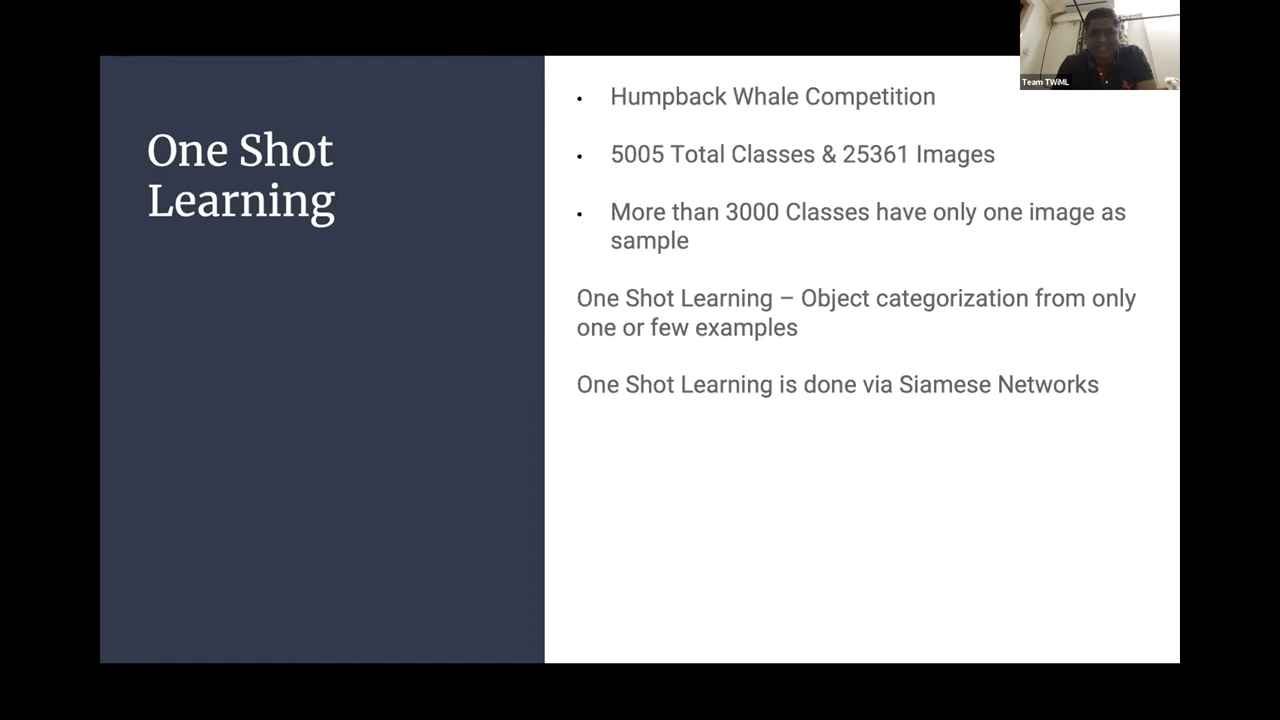 One Shot
Learning
• Humpback Whale Competition
• 5005 Total Classes & 25361 Images
• More than 3000 Classes have only one image as
sample
One Shot Learning – Object categorization from only
one or few examples
One Shot Learning is done via Siamese Networks
Team TWiML